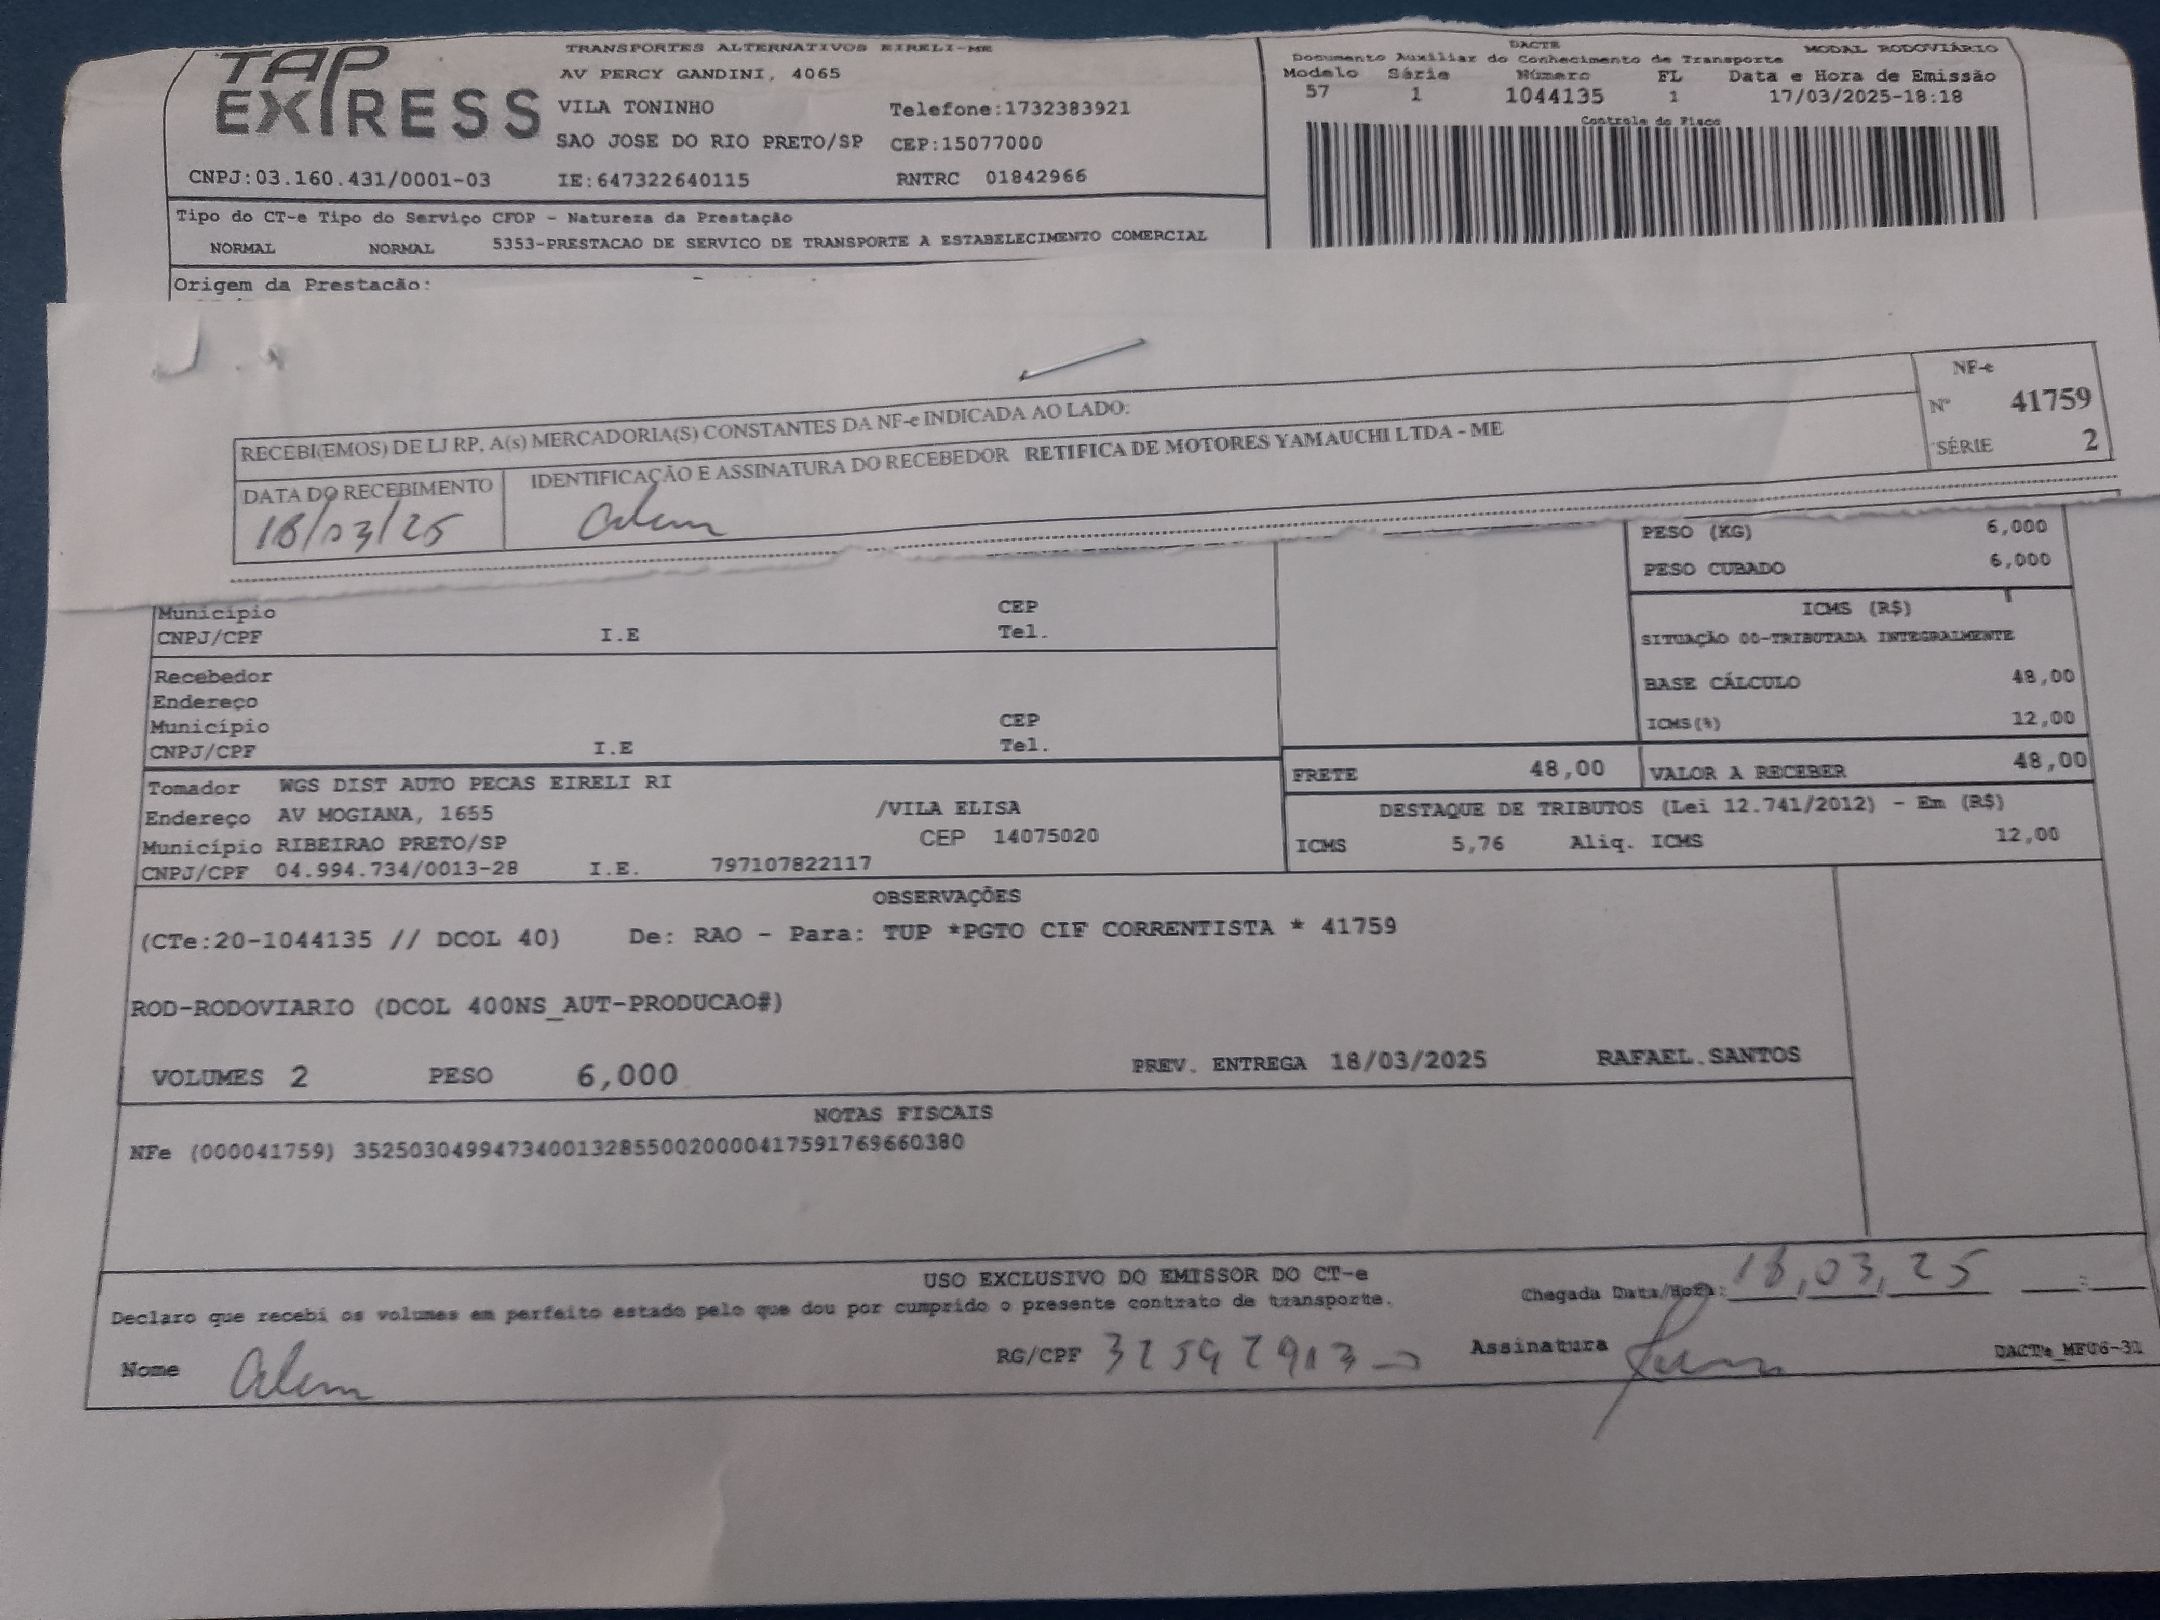 TAP EXPRESS
TRANSPORTES ALTERNATIVOS EIRELI-ME
AV PERCY GANDINI, 4065
VILA TONINHO Telefone:1732383921
SAO JOSE DO RIO PRETO/SP CEP:15077000
CNPJ:03.160.431/0001-03 IE:647322640115 RNTRC 01842966
DACTE MODAL RODOVIÁRIO
Documento Auxiliar do Conhecimento de Transporte
Modelo Série Número FL Data e Hora de Emissão
57 1 1044135 1 17/03/2025-18:18
Controle do Fisco
Tipo do CT-e Tipo do Serviço CFOP - Natureza da Prestação
NORMAL NORMAL 5353-PRESTACAO DE SERVICO DE TRANSPORTE A ESTABELECIMENTO COMERCIAL
Origem da Prestação:
RECEBI(EMOS) DE LJ RP, A(s) MERCADORIA(S) CONSTANTES DA NF-e INDICADA AO LADO:
DATA DO RECEBIMENTO IDENTIFICAÇÃO E ASSINATURA DO RECEBEDOR RETIFICA DE MOTORES YAMAUCHI LTDA - ME
18/03/25
NF-e
Nº 41759
SÉRIE 2
PESO (KG) 6,000
PESO CUBADO 6,000
Município CEP
CNPJ/CPF I.E Tel.
Recebedor
Endereço
Município CEP
CNPJ/CPF I.E Tel.
ICMS (R$)
SITUAÇÃO 00-TRIBUTADA INTEGRALMENTE
BASE CÁLCULO 48,00
ICMS(%) 12,00
FRETE 48,00 VALOR A RECEBER 48,00
Tomador WGS DIST AUTO PECAS EIRELI RI
Endereço AV MOGIANA, 1655 /VILA ELISA
Município RIBEIRAO PRETO/SP CEP 14075020
CNPJ/CPF 04.994.734/0013-28 I.E. 797107822117
DESTAQUE DE TRIBUTOS (Lei 12.741/2012) - Em (R$)
ICMS 5,76 Aliq. ICMS 12,00
OBSERVAÇÕES
(CTe:20-1044135 // DCOL 40) De: RAO - Para: TUP *PGTO CIF CORRENTISTA * 41759
ROD-RODOVIARIO (DCOL 400NS_AUT-PRODUCAO#)
VOLUMES 2 PESO 6,000 PREV. ENTREGA 18/03/2025 RAFAEL.SANTOS
NOTAS FISCAIS
NFe (000041759) 35250304994734001328550020000417591769660380
USO EXCLUSIVO DO EMISSOR DO CT-e
Declaro que recebi os volumes em perfeito estado pelo que dou por cumprido o presente contrato de transporte.
Chegada Data/Hora: 18,03,25 :
Nome RG/CPF Assinatura DACTe_MFU6-31